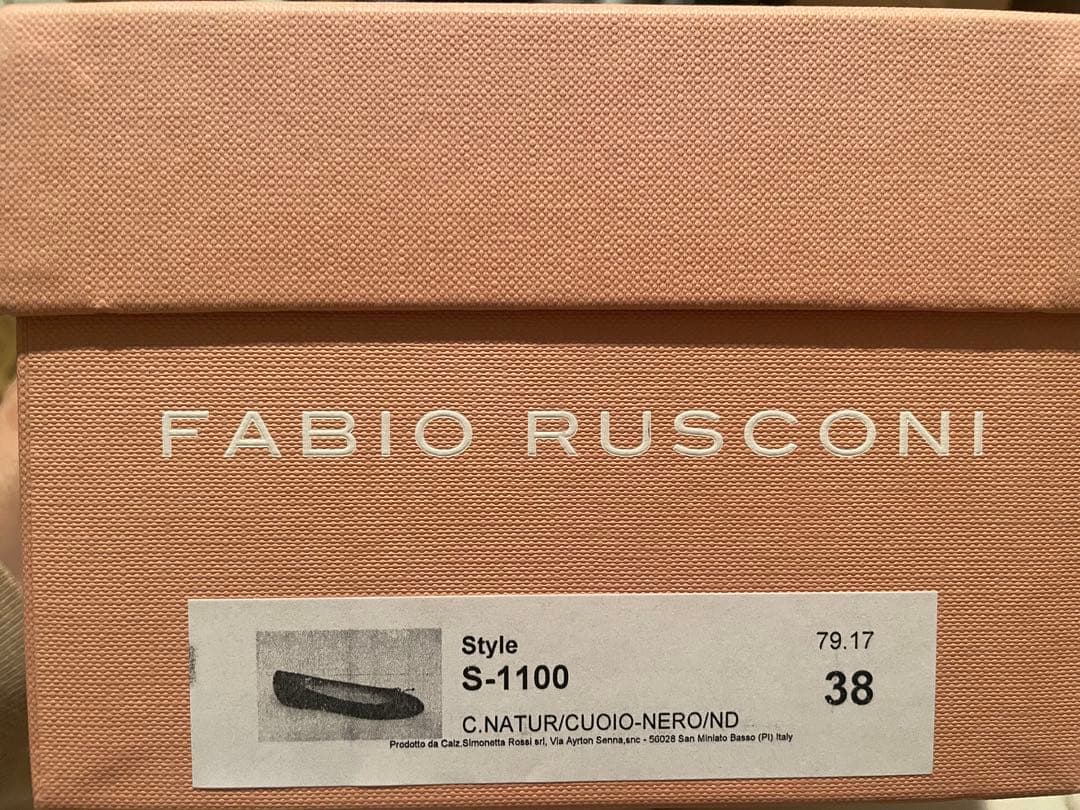 FABIO RUSCONI
Style
S-1100
79.17
38
C.NATUR/CUOIO-NERO/ND
Prodotto da Calz.Simonetta Rossi srl, Via Ayrton Senna,snc - 56028 San Miniato Basso (PI) Italy